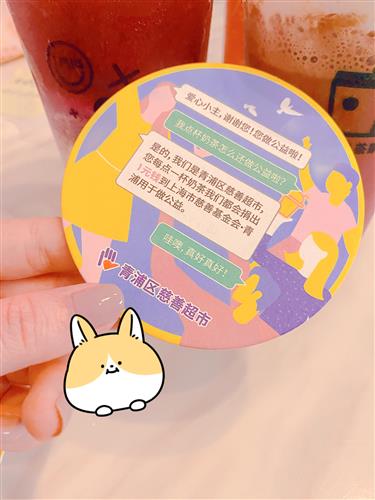 爱心小主，谢谢您！您做公益啦！
我点杯奶茶怎么还做公益啦？
是的，我们是青浦区慈善超市，
您每点一杯奶茶我们都会捐出
1元钱到上海市慈善基金会·青
浦用于做公益。
哇噢，真好真好！
青浦区慈善超市